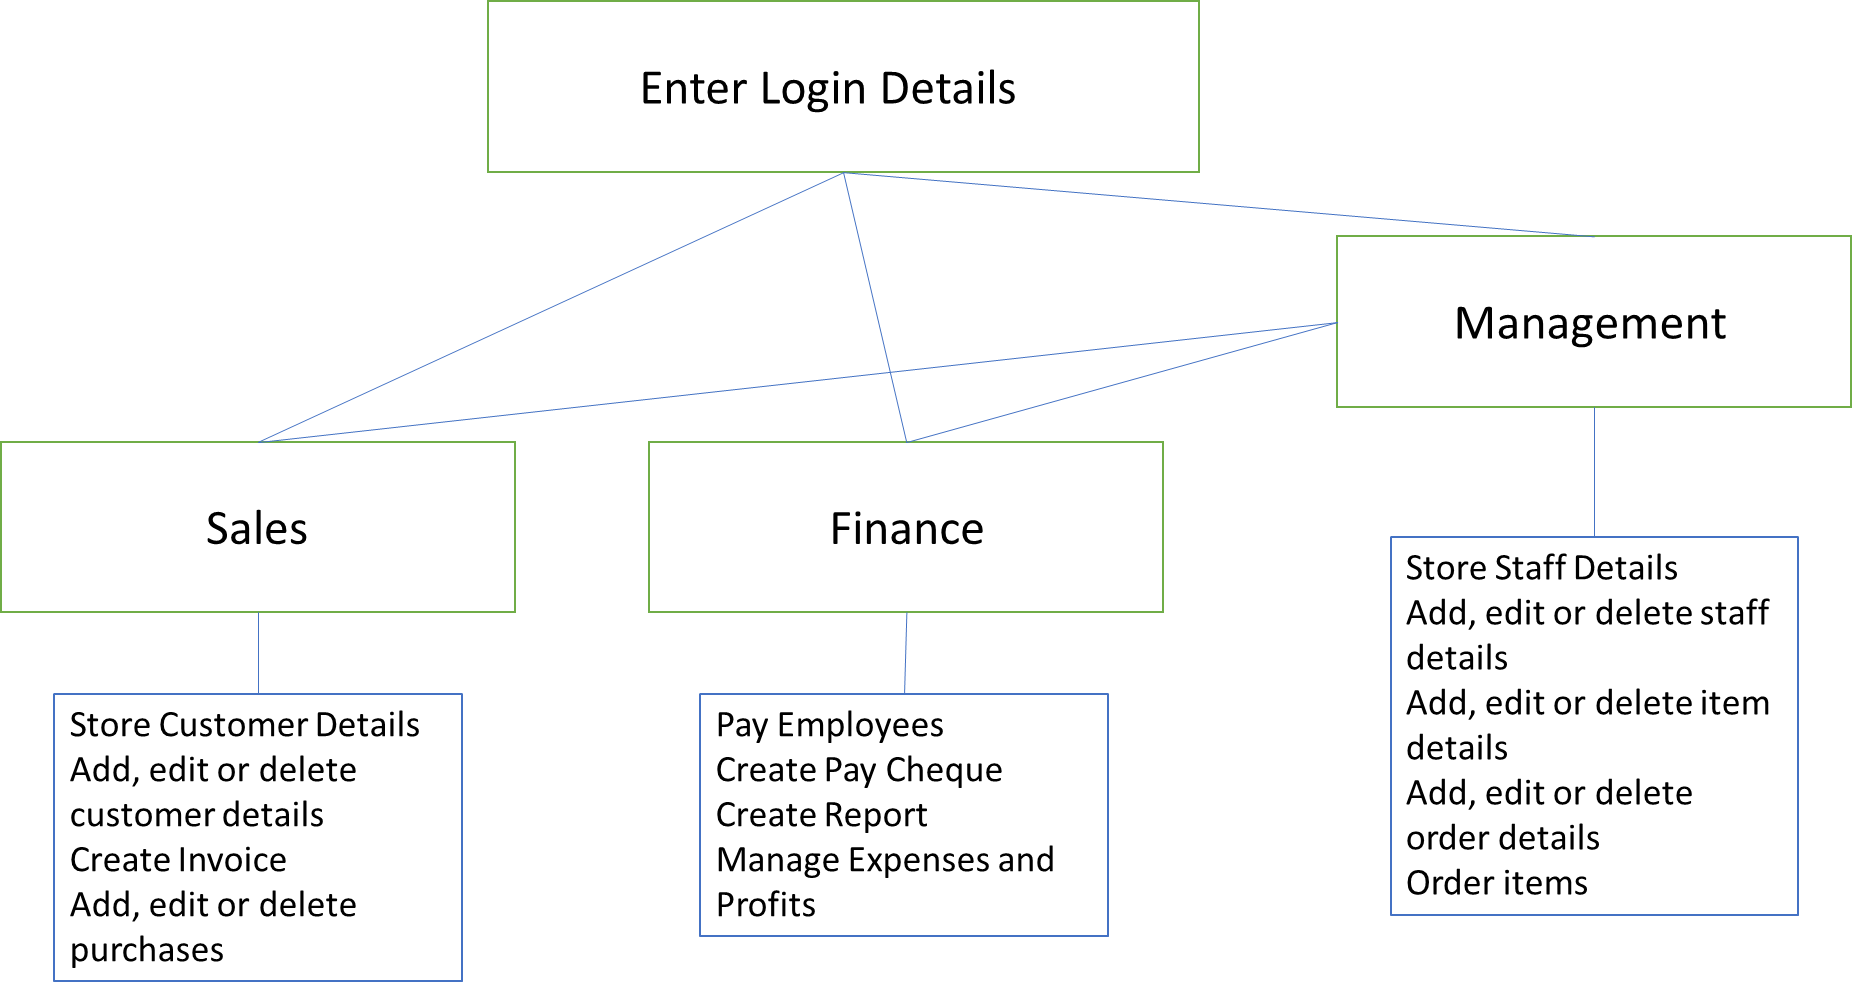 Enter Login Details
Management
Sales
Finance
Store Staff Details
Add, edit or delete staff
details
Add, edit or delete item
details
Add, edit or delete
order details
Order items
Store Customer Details
Add, edit or delete
customer details
Create Invoice
Add, edit or delete
purchases
Pay Employees
Create Pay Cheque
Create Report
Manage Expenses and
Profits